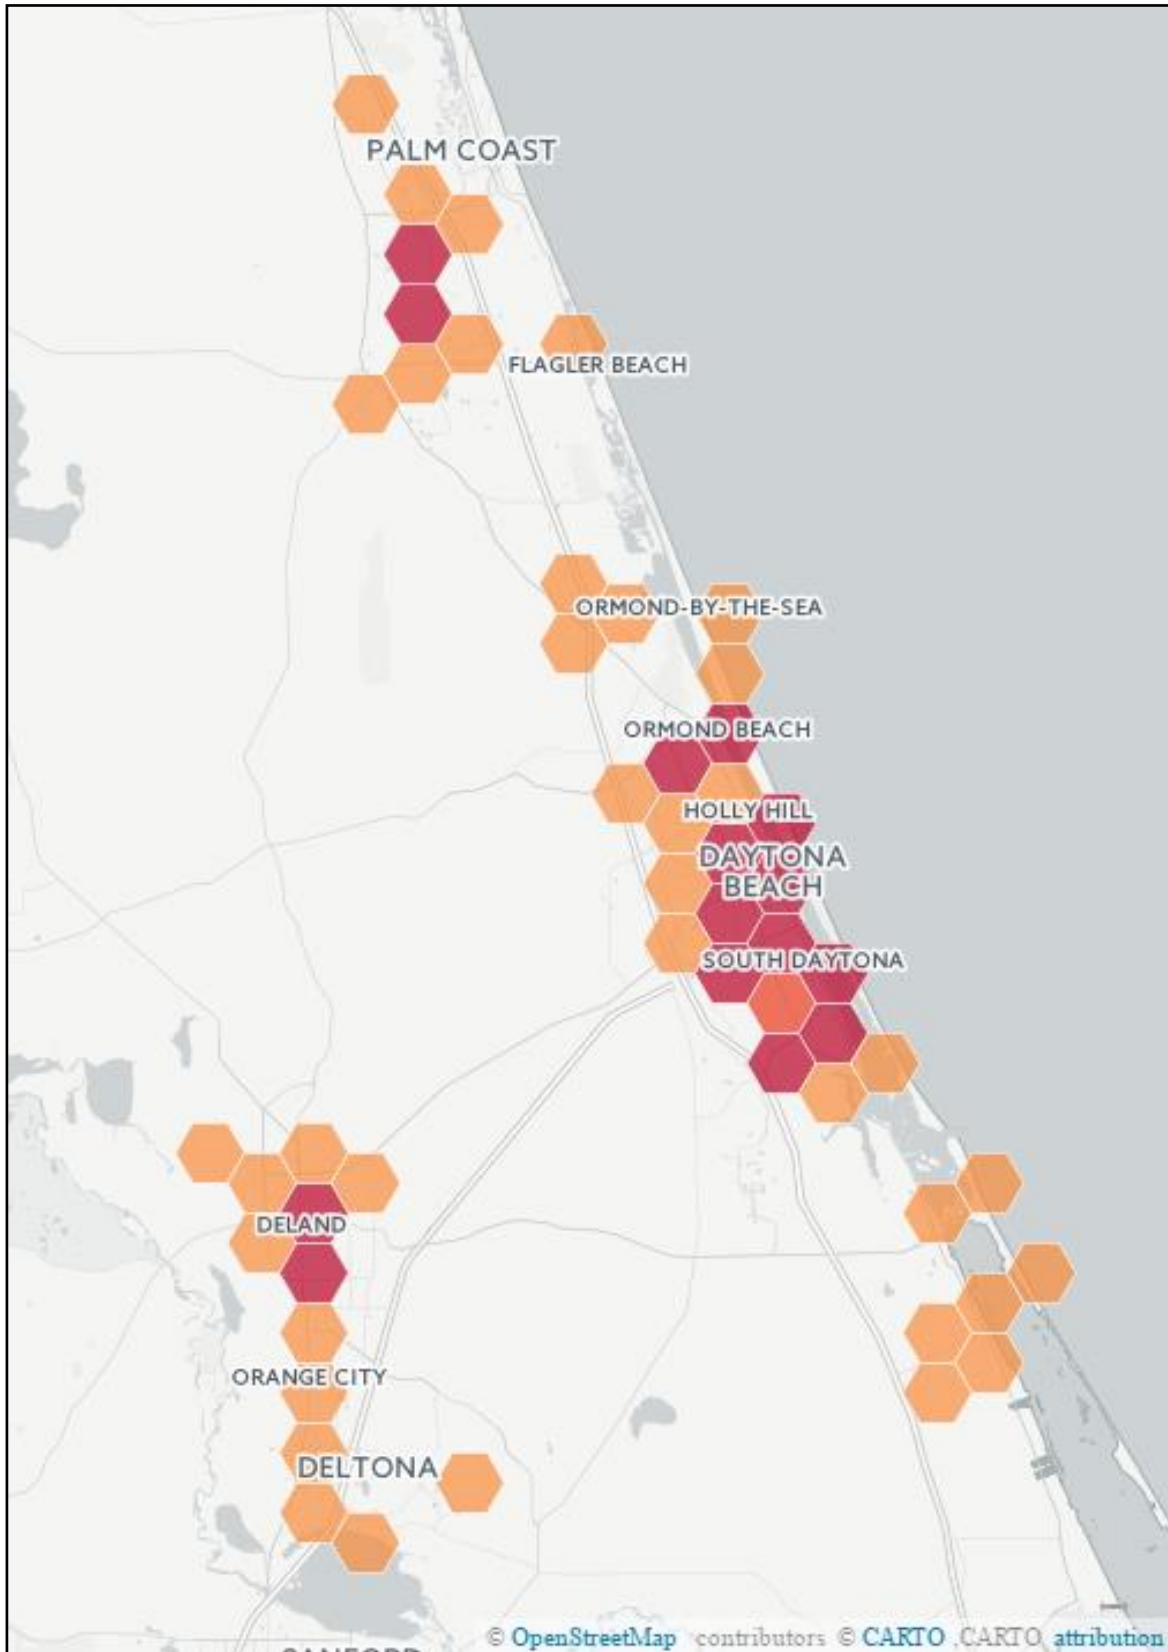 PALM COAST
FLAGLER BEACH
ORMOND-BY-THE-SEA
ORMOND BEACH
HOLLY HILL
DAYTONA
BEACH
SOUTH DAYTONA
DELAND
ORANGE CITY
DELTONA
SANFORD
© OpenStreetMap contributors © CARTO CARTO attribution